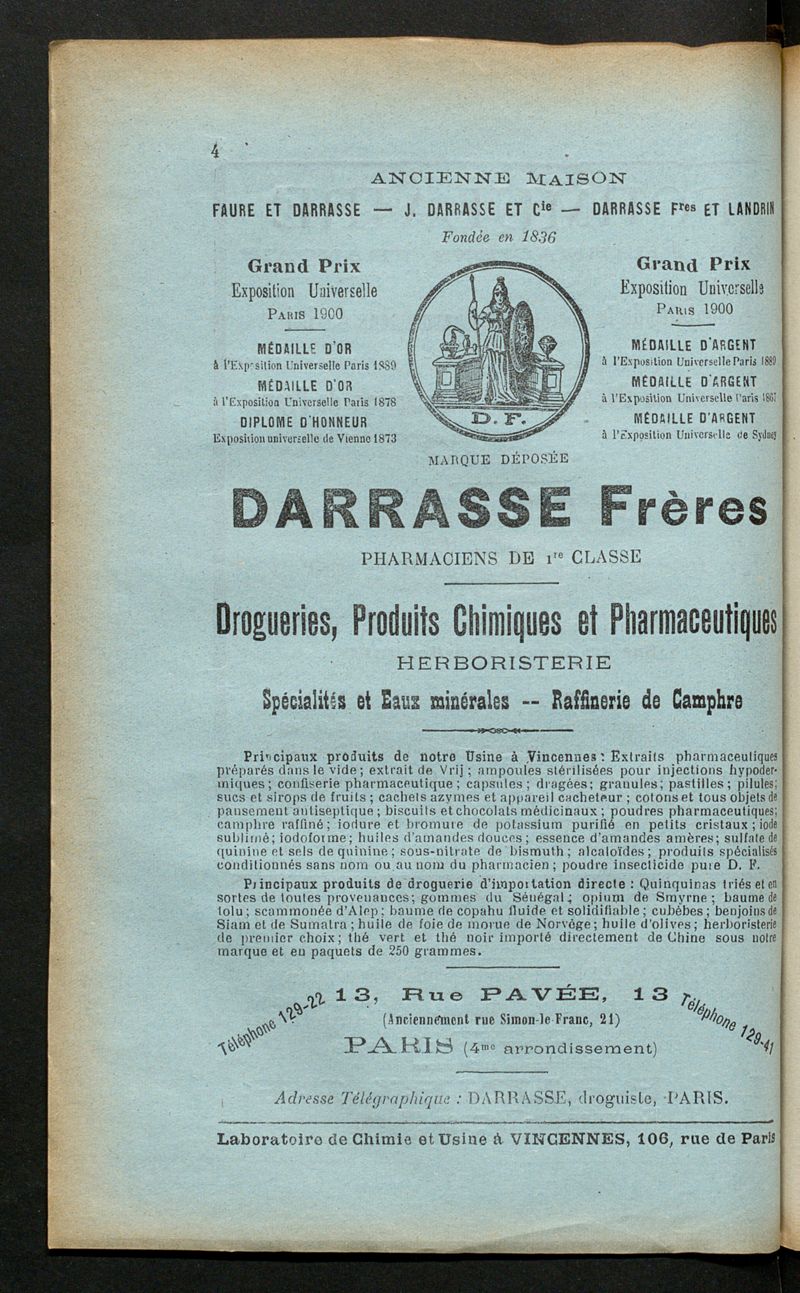 4
ANCIENNE MAISON
FAURE ET DARRASSE — J. DARRASSE ET Cie — DARRASSE Fres ET LANDRIN
Fondée en 1836
Grand Prix
Exposition Universelle
PARIS 1900
MÉDAILLE D'OR
à l'Exposition Universelle Paris 1889
MÉDAILLE D'OR
à l'Exposition Universelle Paris 1878
DIPLOME D'HONNEUR
Exposition universelle de Vienne 1873
D. F.
MARQUE DÉPOSÉE
Grand Prix
Exposition Universelle
PARIS 1900
MÉDAILLE D'ARGENT
à l'Exposition Universelle Paris 1889
MÉDAILLE D'ARGENT
à l'Exposition Universelle Paris 1867
MÉDAILLE D'ARGENT
à l'Exposition Universelle de Sydney
DARRASSE Frères
PHARMACIENS DE 1re CLASSE
Drogueries, Produits Chimiques et Pharmaceutiques
HERBORISTERIE
Spécialités et Eaux minérales -- Raffinerie de Camphre
Principaux produits de notre Usine à Vincennes : Extraits pharmaceutiques
préparés dans le vide ; extrait de Vrij ; ampoules stérilisées pour injections hypoder-
miques ; confiserie pharmaceutique ; capsules ; dragées ; granules ; pastilles ; pilules ;
sucs et sirops de fruits ; cachets azymes et appareil cacheteur ; cotons et tous objets de
pansement antiseptique ; biscuits et chocolats médicinaux ; poudres pharmaceutiques ;
camphre raffiné ; iodure et bromure de potassium purifié en petits cristaux ; iode
sublimé ; iodoforme ; huiles d'amandes douces ; essence d'amandes amères ; sulfate de
quinine et sels de quinine ; sous-nitrate de bismuth ; alcaloïdes ; produits spécialisés
conditionnés sans nom ou au nom du pharmacien ; poudre insecticide pure D. F.
Principaux produits de droguerie d'importation directe : Quinquinas triés et en
sortes de toutes provenances ; gommes du Sénégal ; opium de Smyrne ; baume de
tolu ; scammonée d'Alep ; baume de copahu fluide et solidifiable ; cubèbes ; benjoins de
Siam et de Sumatra ; huile de foie de morue de Norvège ; huile d'olives ; herboristerie
de premier choix ; thé vert et thé noir importé directement de Chine sous notre
marque et en paquets de 250 grammes.
Téléphone 129-22
13, Rue PAVÉE, 13
(Anciennement rue Simon-le-Franc, 21)
PARIS (4me arrondissement)
Téléphone 129-41
Adresse Télégraphique : DARRASSE, droguiste, PARIS.
Laboratoire de Chimie et Usine à VINCENNES, 106, rue de Paris